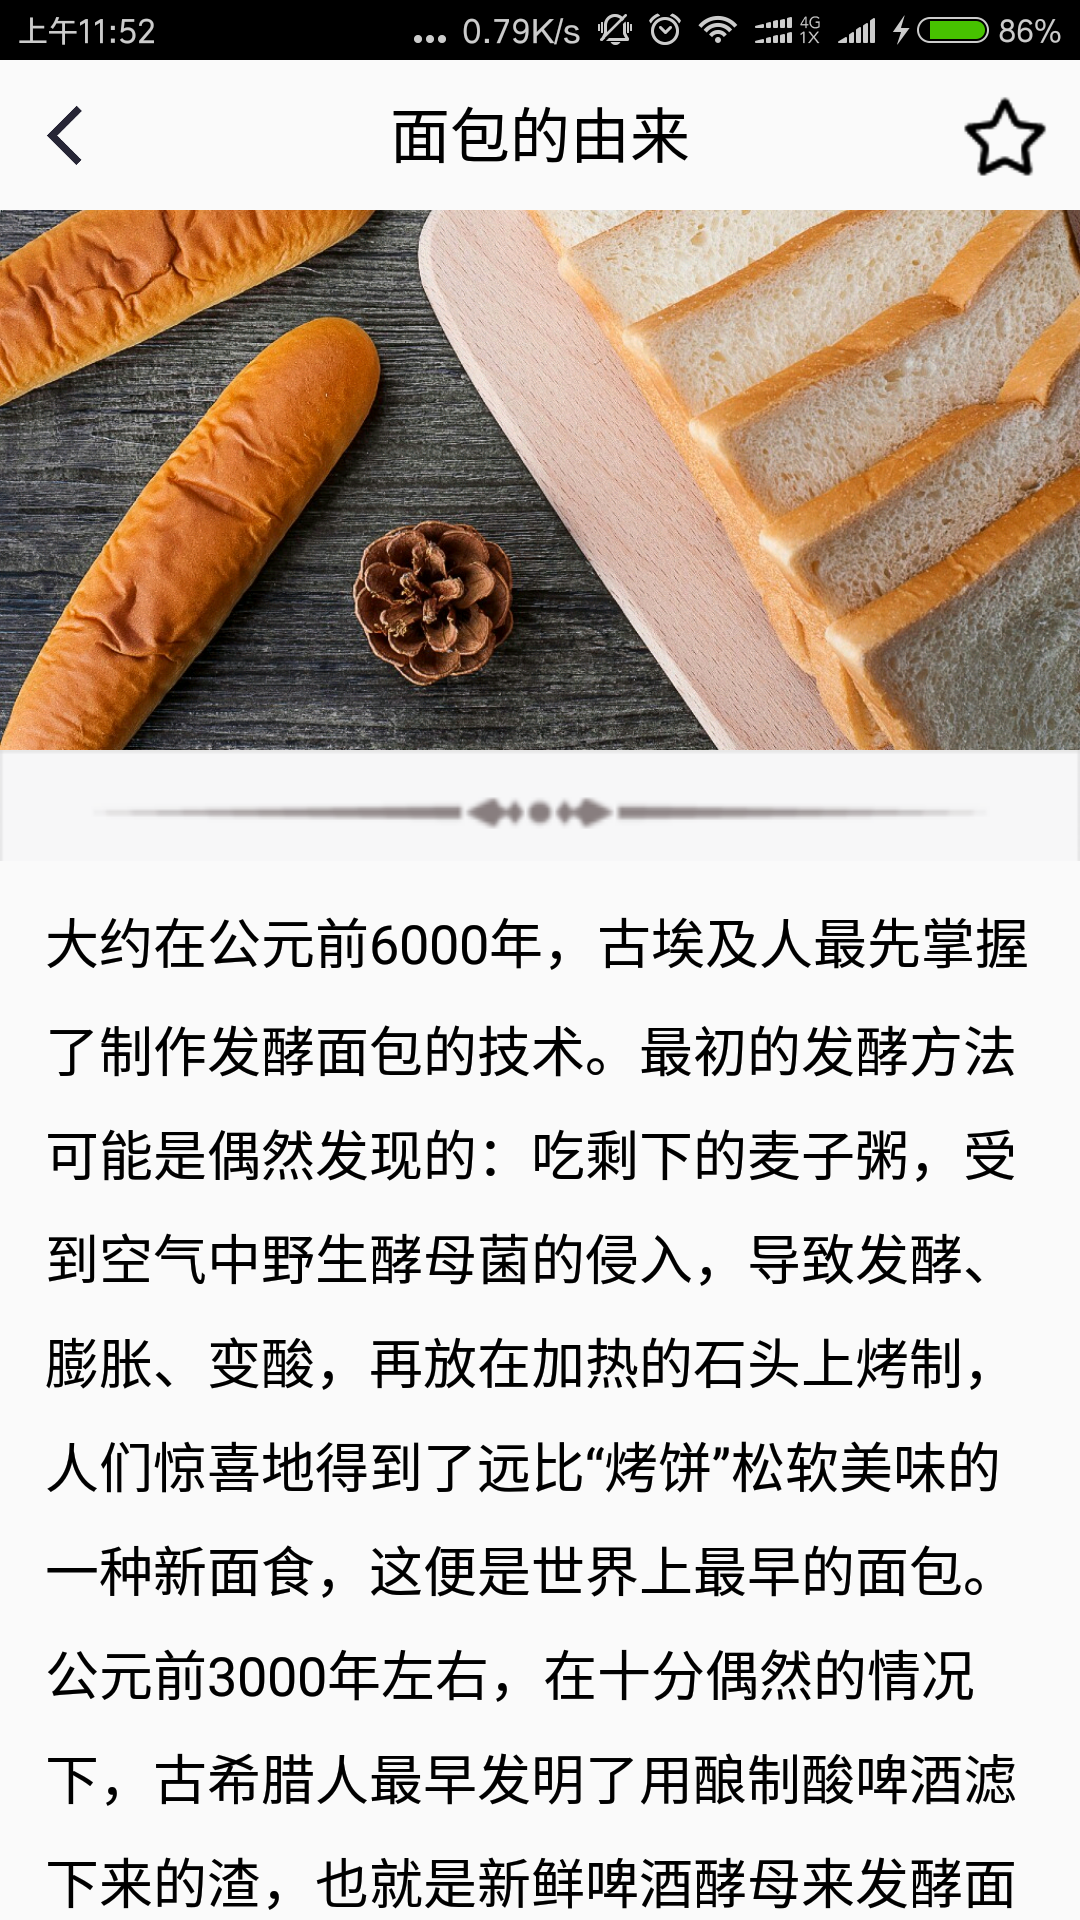 上午11:52
... 0.79K/s
4G
1X
86%
面包的由来
大约在公元前6000年，古埃及人最先掌握
了制作发酵面包的技术。最初的发酵方法
可能是偶然发现的：吃剩下的麦子粥，受
到空气中野生酵母菌的侵入，导致发酵、
膨胀、变酸，再放在加热的石头上烤制，
人们惊喜地得到了远比“烤饼”松软美味的
一种新面食，这便是世界上最早的面包。
公元前3000年左右，在十分偶然的情况
下，古希腊人最早发明了用酿制酸啤酒滤
下来的渣，也就是新鲜啤酒酵母来发酵面